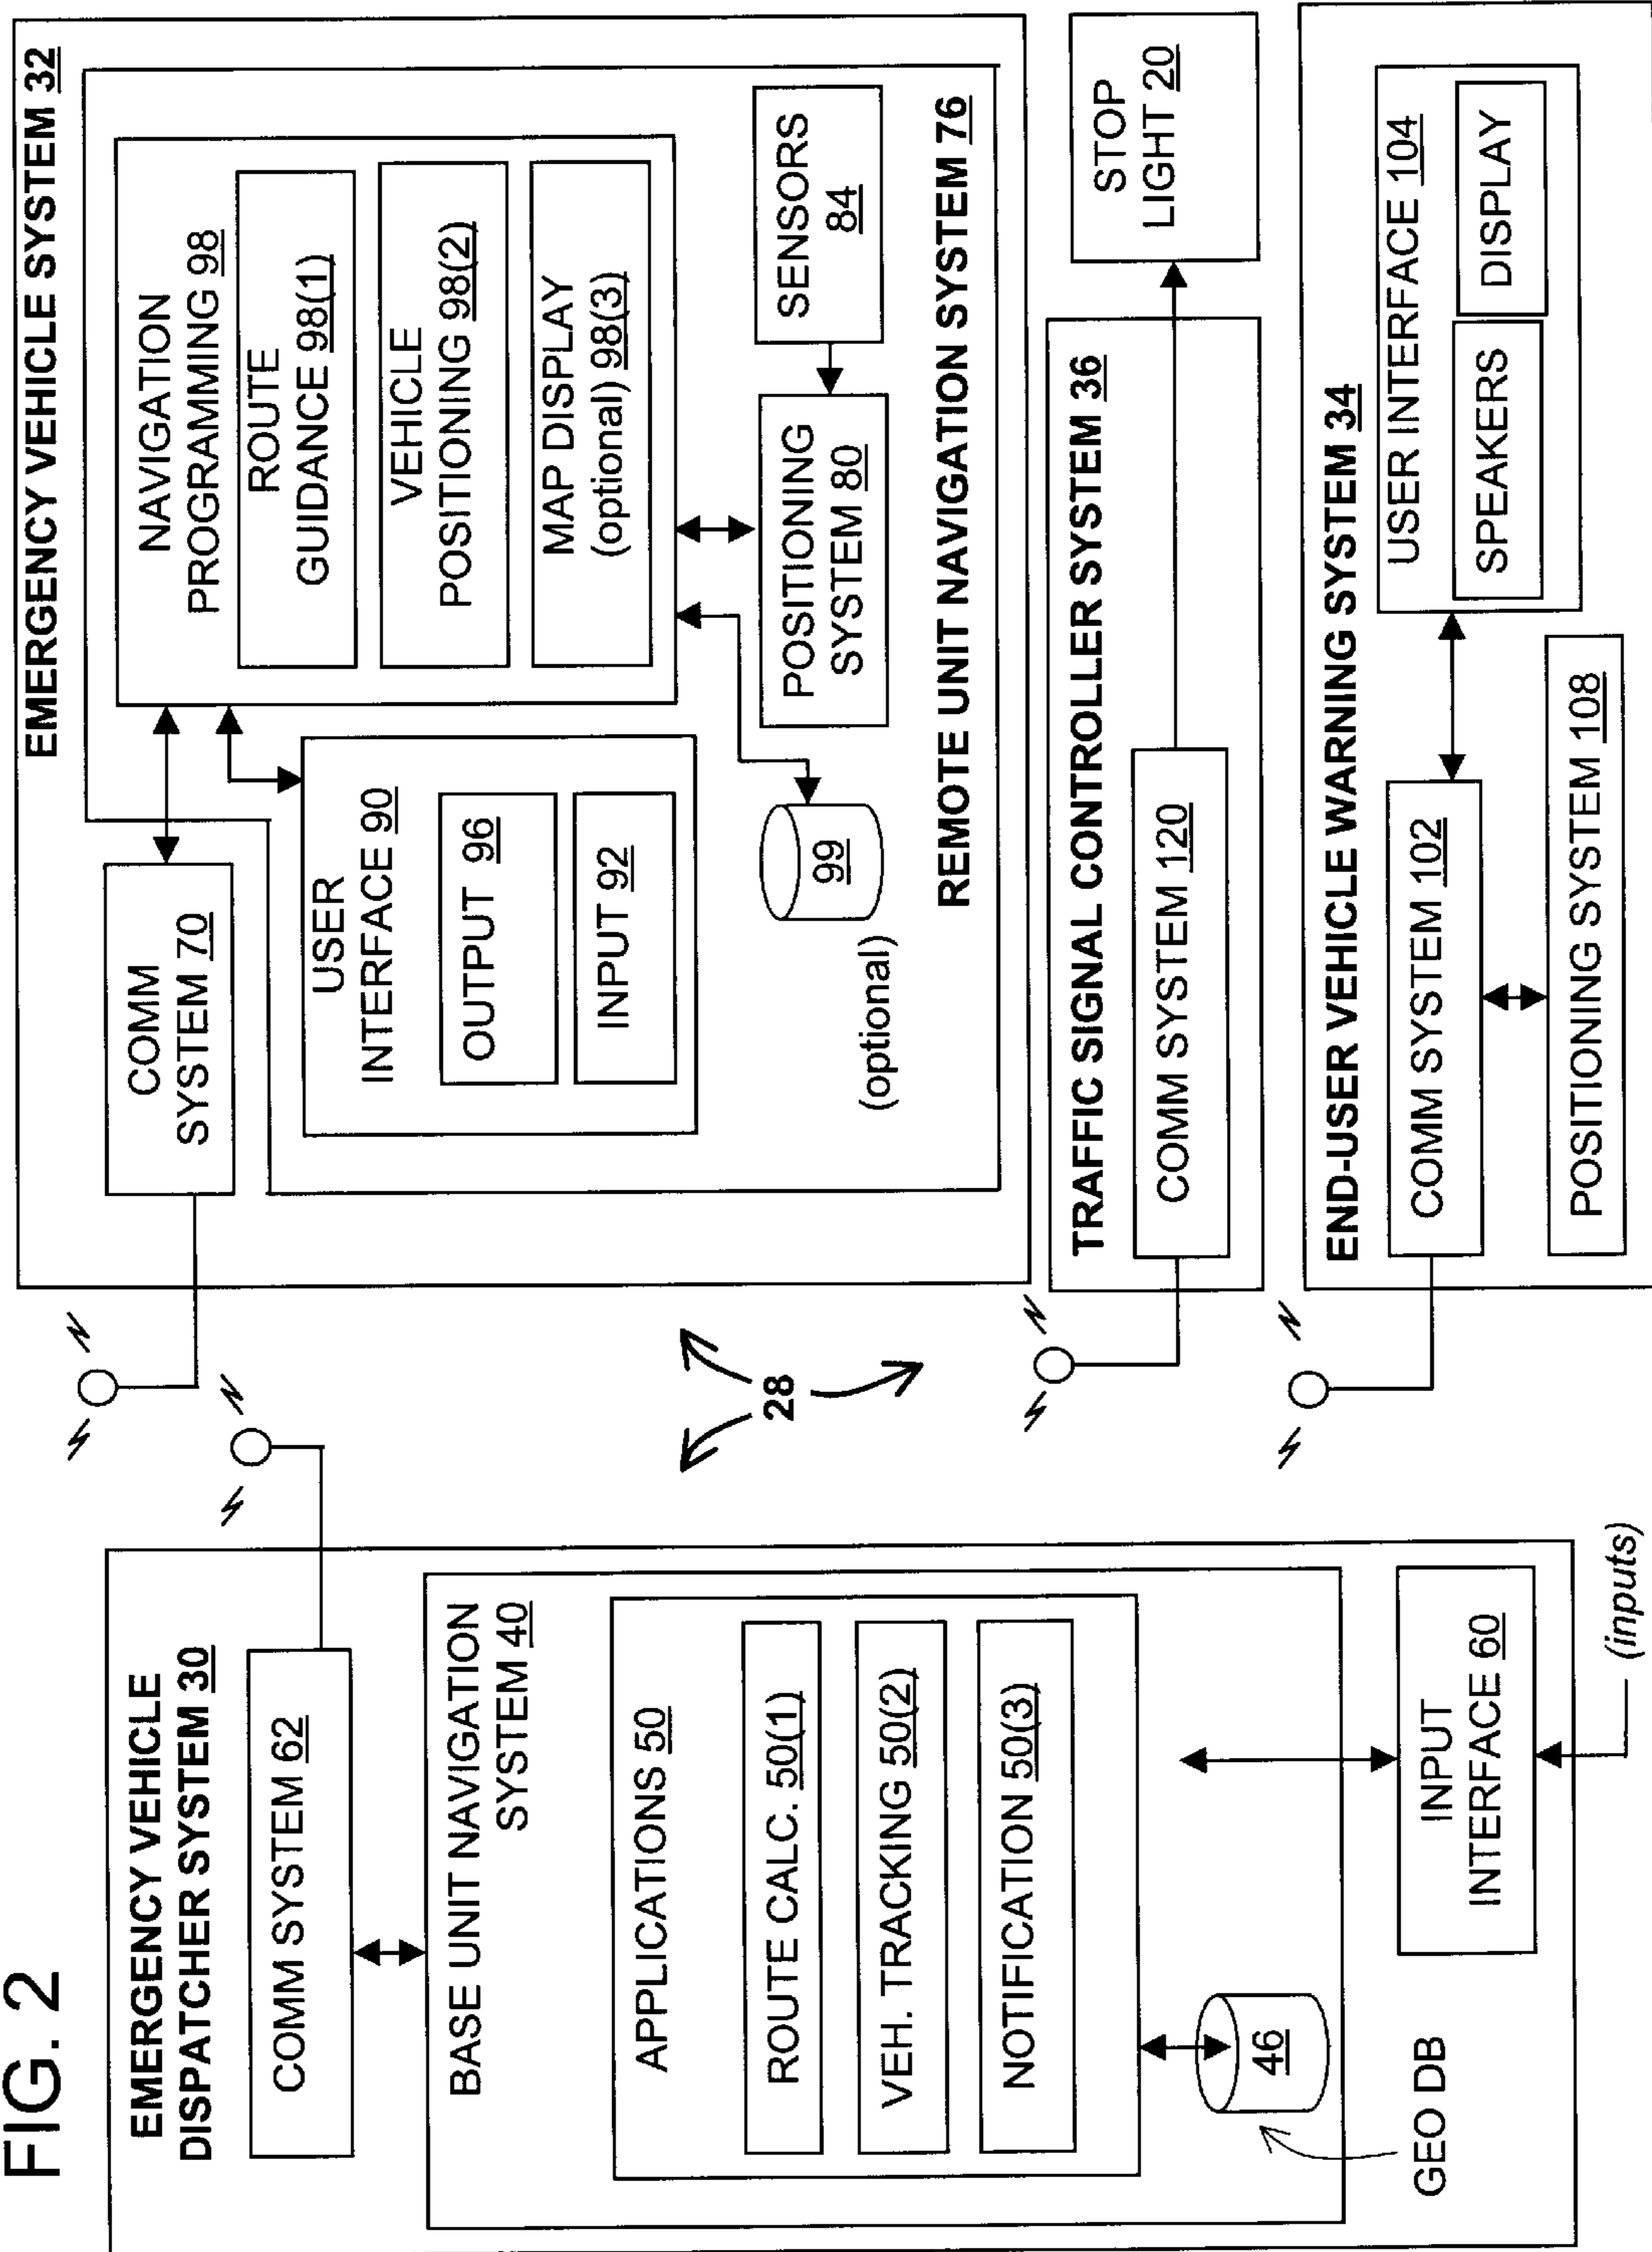 FIG. 2
EMERGENCY VEHICLE
DISPATCHER SYSTEM 30
COMM SYSTEM 62
BASE UNIT NAVIGATION
SYSTEM 40
APPLICATIONS 50
ROUTE CALC. 50(1)
VEH. TRACKING 50(2)
NOTIFICATION 50(3)
46
GEO DB
INPUT
INTERFACE 60
(inputs)
28
EMERGENCY VEHICLE SYSTEM 32
COMM
SYSTEM 70
NAVIGATION
PROGRAMMING 98
ROUTE
GUIDANCE 98(1)
VEHICLE
POSITIONING 98(2)
MAP DISPLAY
(optional) 98(3)
USER
INTERFACE 90
OUTPUT 96
INPUT 92
99
(optional)
POSITIONING
SYSTEM 80
SENSORS
84
REMOTE UNIT NAVIGATION SYSTEM 76
TRAFFIC SIGNAL CONTROLLER SYSTEM 36
COMM SYSTEM 120
STOP
LIGHT 20
END-USER VEHICLE WARNING SYSTEM 34
COMM SYSTEM 102
USER INTERFACE 104
SPEAKERS
DISPLAY
POSITIONING SYSTEM 108